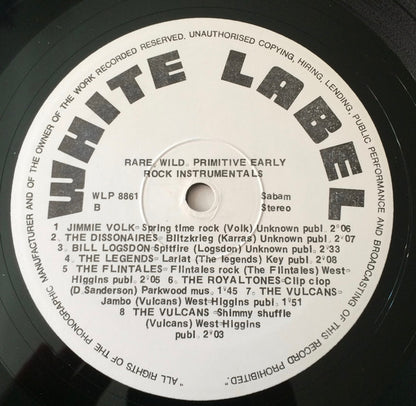 "ALL RIGHTS OF THE PHONOGRAPHIC MANUFACTURER AND OF THE OWNER OF THE WORK RECORDED RESERVED. UNAUTHORISED COPYING, HIRING, LENDING, PUBLIC PERFORMANCE AND BROADCASTING OF THIS RECORD PROHIBITED."
WHITE LABEL
RARE, WILD, PRIMITIVE EARLY
ROCK INSTRUMENTALS
WLP 8861 Sabam
B Stereo
1 JIMMIE VOLK - Spring time rock (Volk) Unknown publ. 2"06
2 THE DISSONAIRES - Blitzkrieg (Karras) Unknown publ. 2"07
3 BILL LOGSDON - Spitfire (Logsdon) Unknown publ. 2"33
4 THE LEGENDS - Lariat (The legends) Key publ. 2"08
5 THE FLINTALES - Flintales rock (The Flintales) West-
Higgins publ. 2"05 6 THE ROYALTONES - Clip clop
(D Sanderson) Parkwood mus. 1"45 7 THE VULCANS -
Jambo (Vulcans) West Higgins publ. 1"51
8 THE VULCANS - Shimmy shuffle
(Vulcans) West Higgins
publ. 2"03